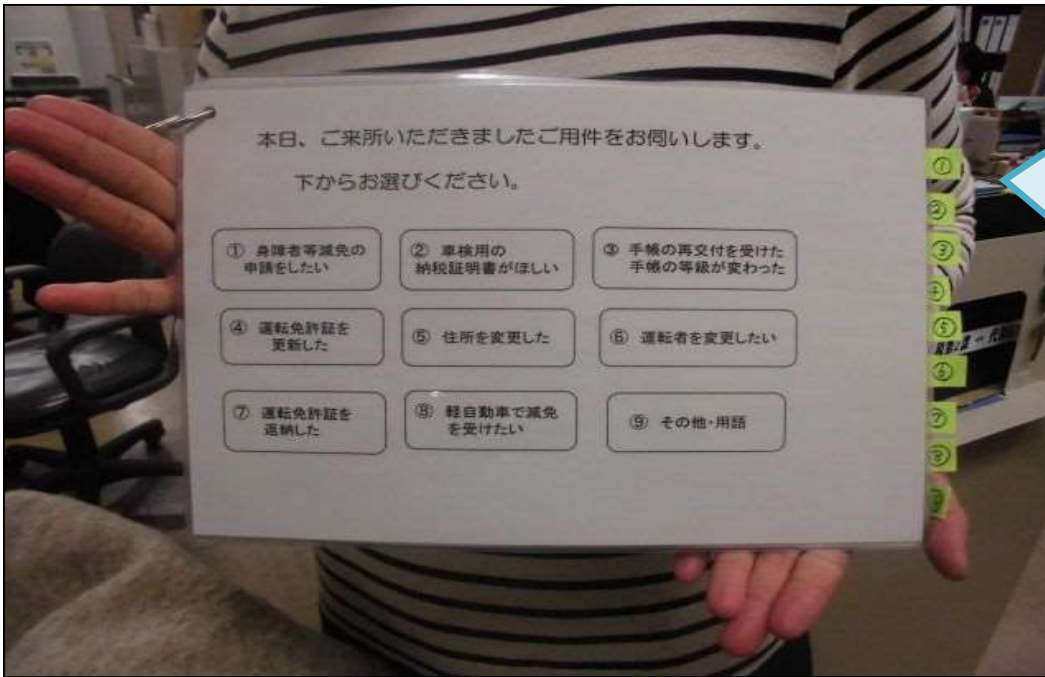 本日、ご来所いただきましたご用件をお伺いします。
下からお選びください。
① 身障者等減免の
申請をしたい
② 車検用の
納税証明書がほしい
③ 手帳の再交付を受けた
手帳の等級が変わった
④ 運転免許証を
更新した
⑤ 住所を変更した
⑥ 運転者を変更したい
⑦ 運転免許証を
返納した
⑧ 軽自動車で減免
を受けたい
⑨ その他・用語
①
②
③
④
⑤
⑥
⑦
⑧
⑨